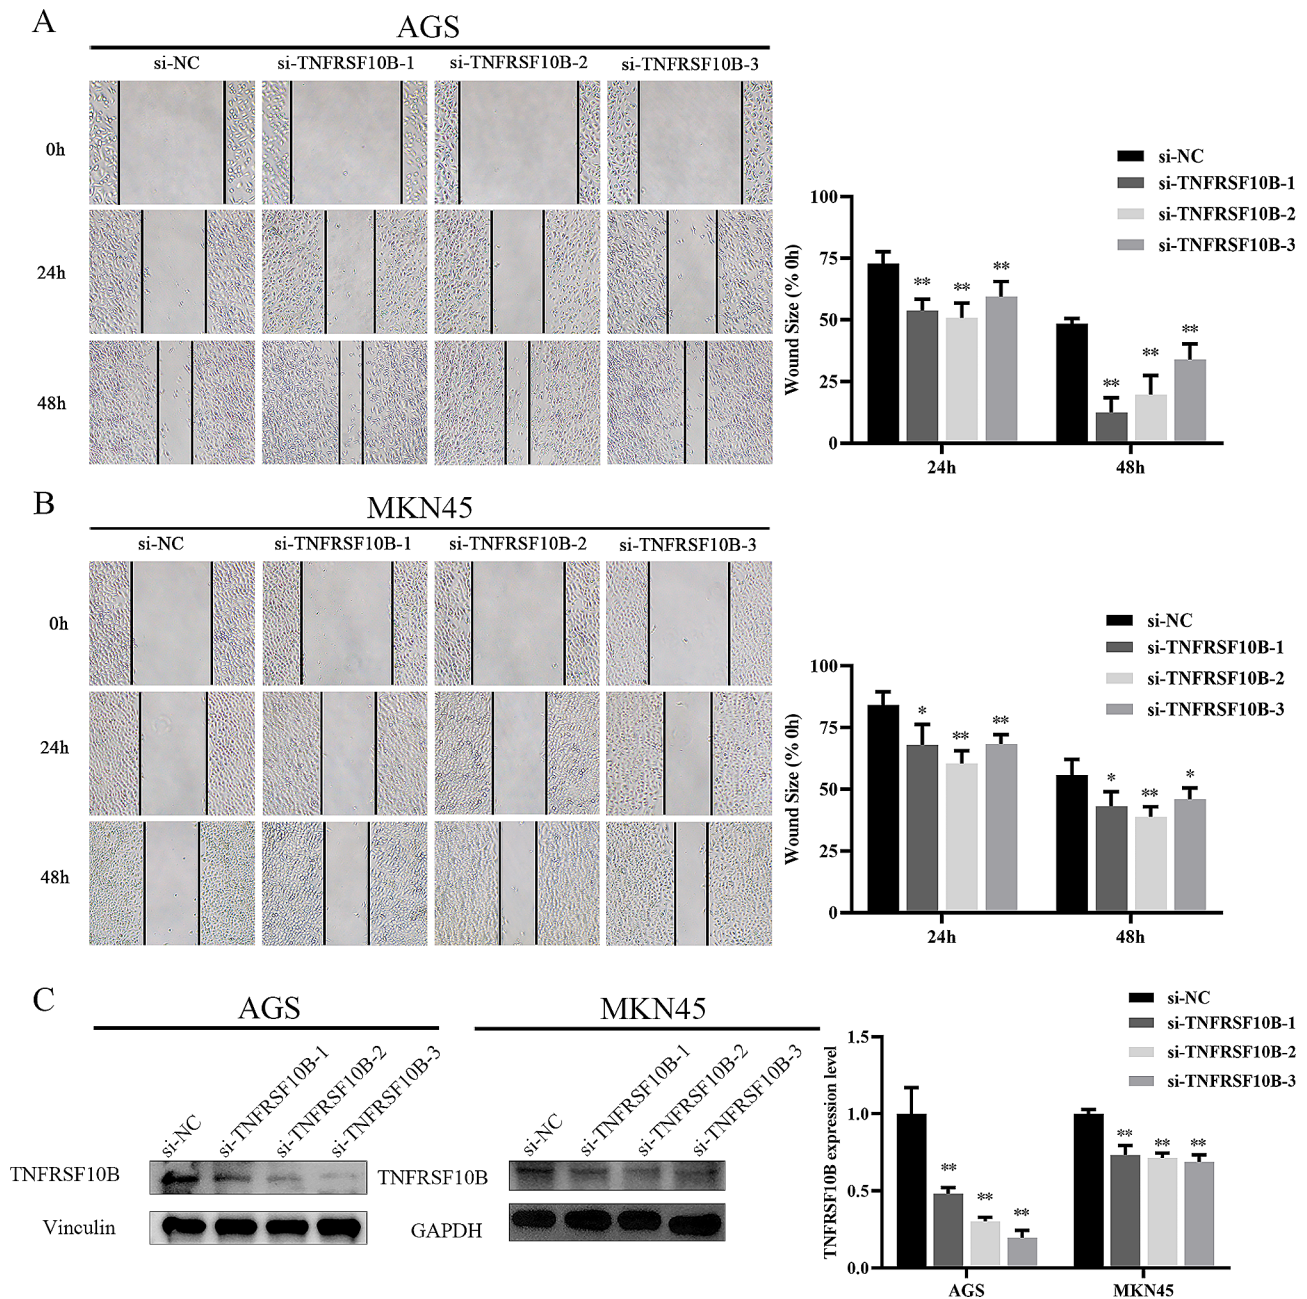 A
AGS
si-NC
si-TNFRSF10B-1
si-TNFRSF10B-2
si-TNFRSF10B-3
0h
24h
48h
si-NC
si-TNFRSF10B-1
si-TNFRSF10B-2
si-TNFRSF10B-3
Wound Size (% 0h)
100
75
50
25
0
**
**
**
**
**
**
24h
48h
B
MKN45
si-NC
si-TNFRSF10B-1
si-TNFRSF10B-2
si-TNFRSF10B-3
0h
24h
48h
si-NC
si-TNFRSF10B-1
si-TNFRSF10B-2
si-TNFRSF10B-3
Wound Size (% 0h)
100
75
50
25
0
*
**
**
*
**
*
24h
48h
C
AGS
si-NC
si-TNFRSF10B-1
si-TNFRSF10B-2
si-TNFRSF10B-3
TNFRSF10B
Vinculin
MKN45
si-NC
si-TNFRSF10B-1
si-TNFRSF10B-2
si-TNFRSF10B-3
TNFRSF10B
GAPDH
si-NC
si-TNFRSF10B-1
si-TNFRSF10B-2
si-TNFRSF10B-3
TNFRSF10B expression level
1.5
1.0
0.5
0.0
**
**
**
**
**
**
AGS
MKN45